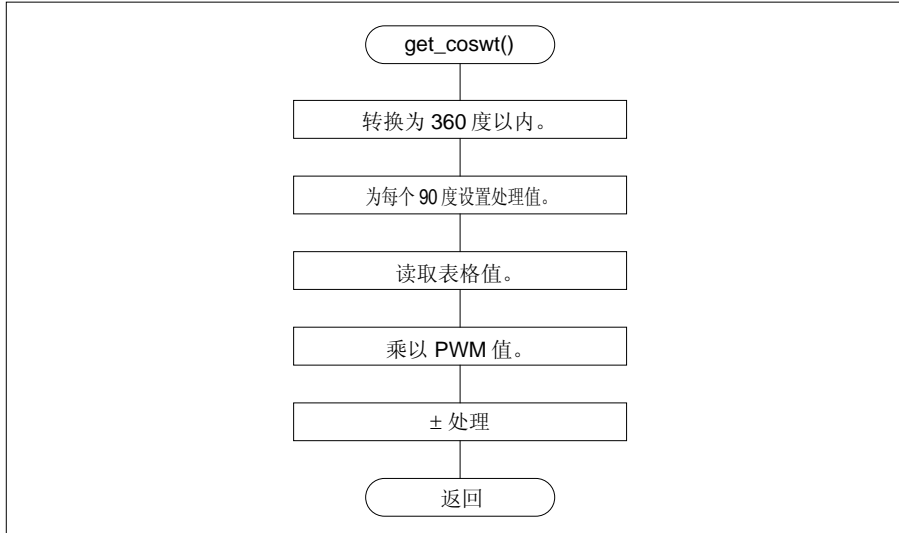 get_coswt()
转换为 360 度以内。
为每个 90 度设置处理值。
读取表格值。
乘以 PWM 值。
± 处理
返回